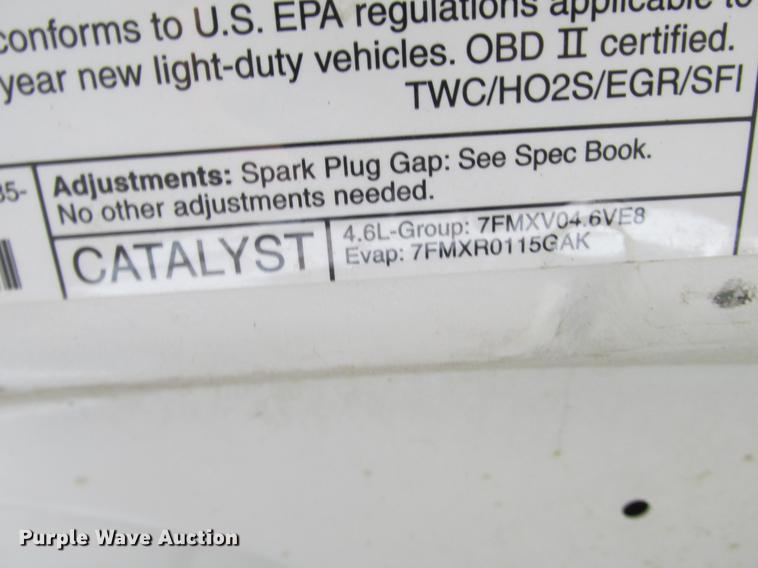 conforms to U.S. EPA regulations applicable to
year new light-duty vehicles. OBD II certified.
TWC/HO2S/EGR/SFI
35-
Adjustments: Spark Plug Gap: See Spec Book.
No other adjustments needed.
CATALYST
4.6L-Group: 7FMXV04.6VE8
Evap: 7FMXR0115GAK
Purple Wave Auction